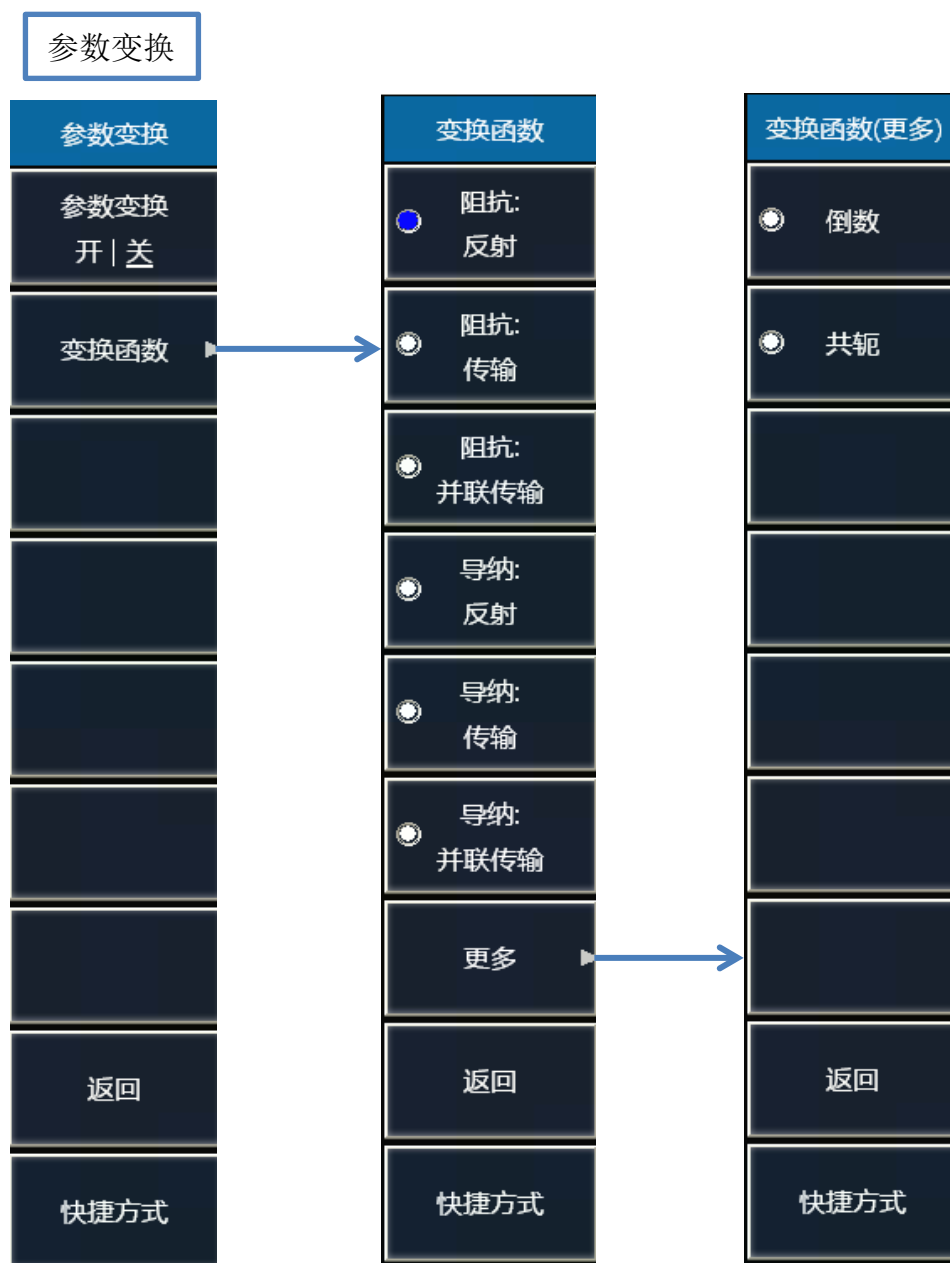 参数变换
参数变换
参数变换
开 | 关
变换函数
返回
快捷方式
变换函数
阻抗:
反射
阻抗:
传输
阻抗:
并联传输
导纳:
反射
导纳:
传输
导纳:
并联传输
更多
返回
快捷方式
变换函数(更多)
倒数
共轭
返回
快捷方式